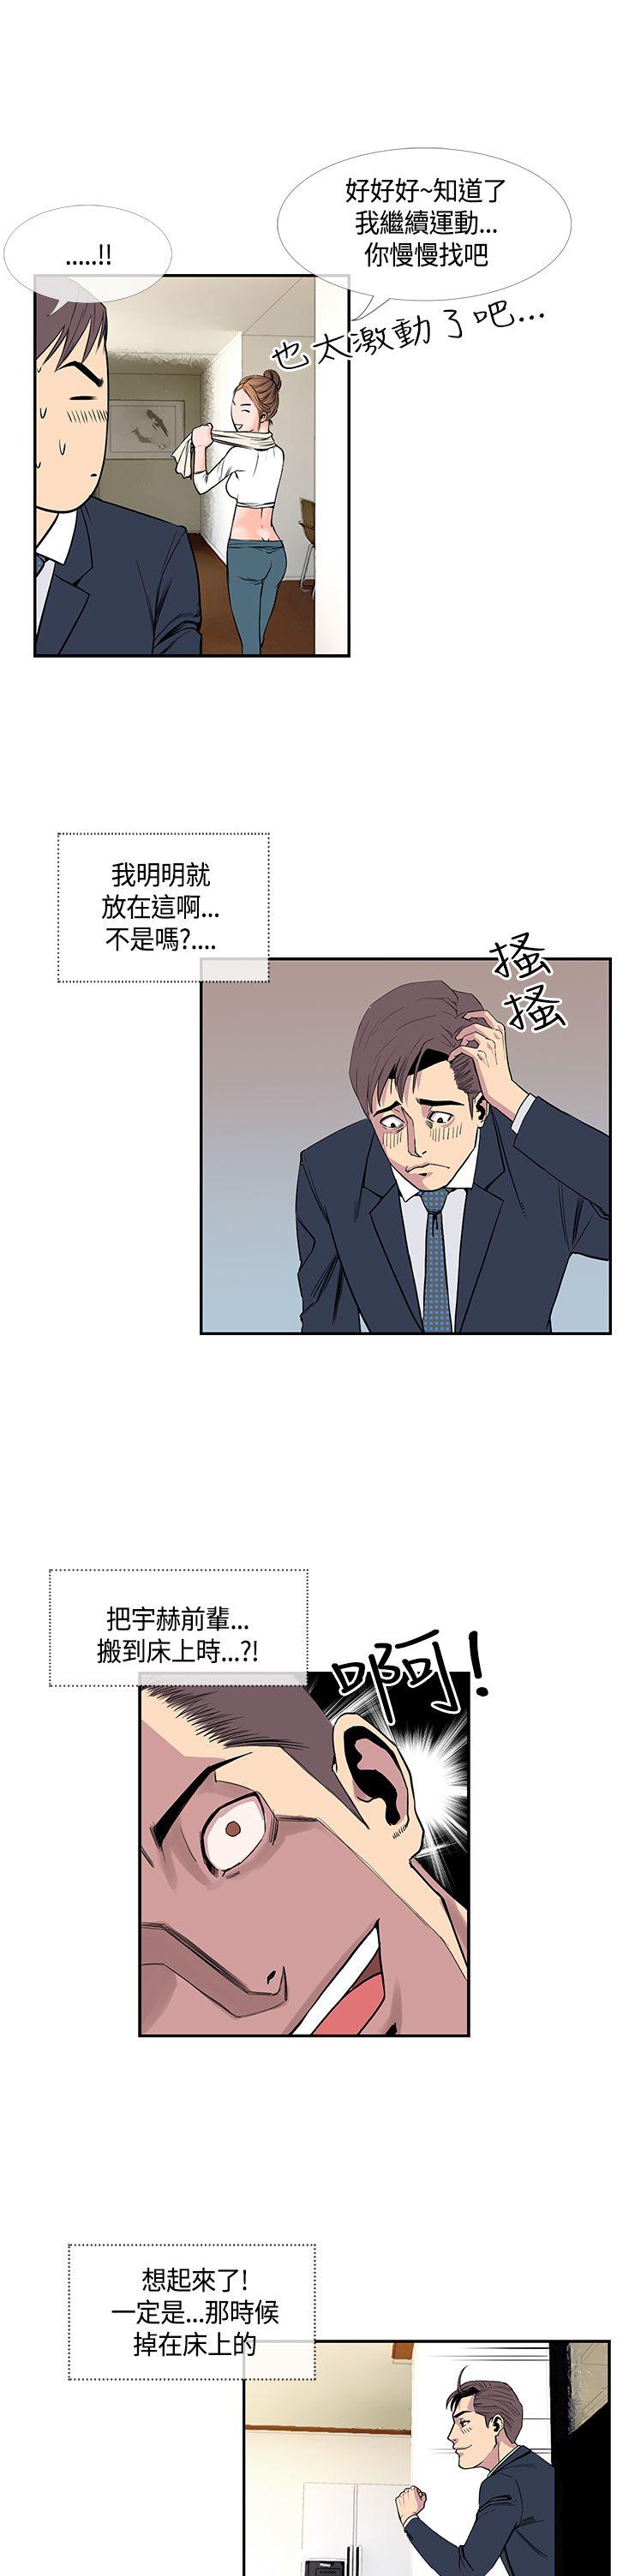 .....!!
好好好~知道了
我繼續運動...
你慢慢找吧
也太激動了吧...
我明明就
放在這啊...
不是嗎?....
搔
搔
把宇赫前輩...
搬到床上時...?!
啊!
想起來了!
一定是...那時候
掉在床上的